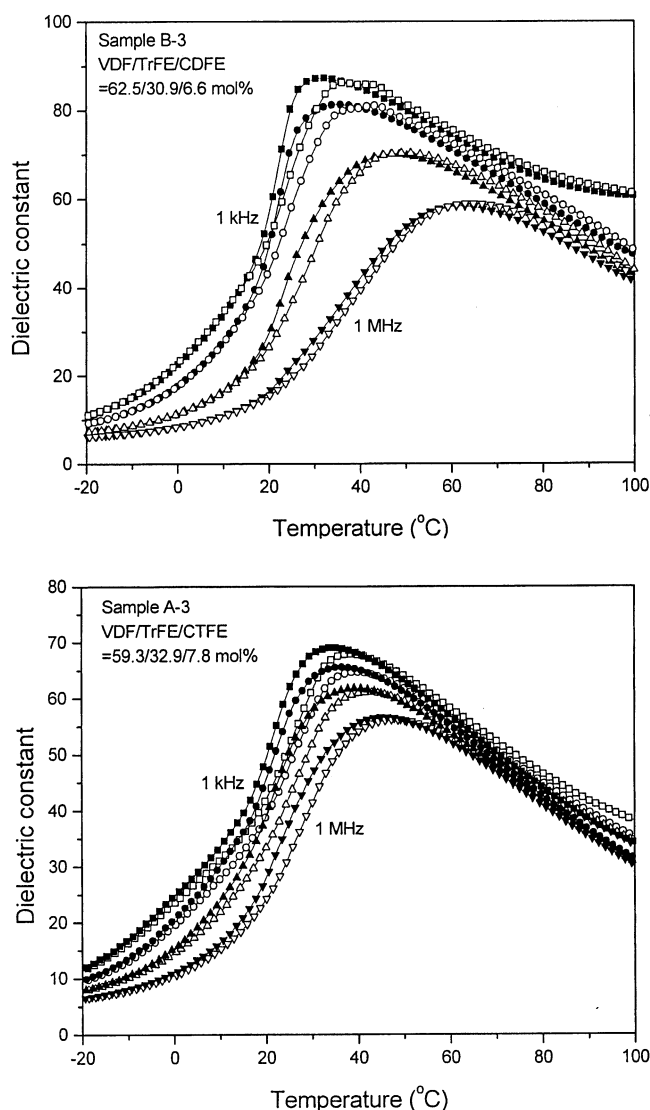 Sample B-3
VDF/TrFE/CDFE
=62.5/30.9/6.6 mol%
100
80
60
40
20
0
1 kHz
1 MHz
Dielectric constant
-20
0
20
40
60
80
100
Temperature (°C)
Sample A-3
VDF/TrFE/CTFE
=59.3/32.9/7.8 mol%
80
70
60
50
40
30
20
10
0
1 kHz
1 MHz
Dielectric constant
-20
0
20
40
60
80
100
Temperature (°C)